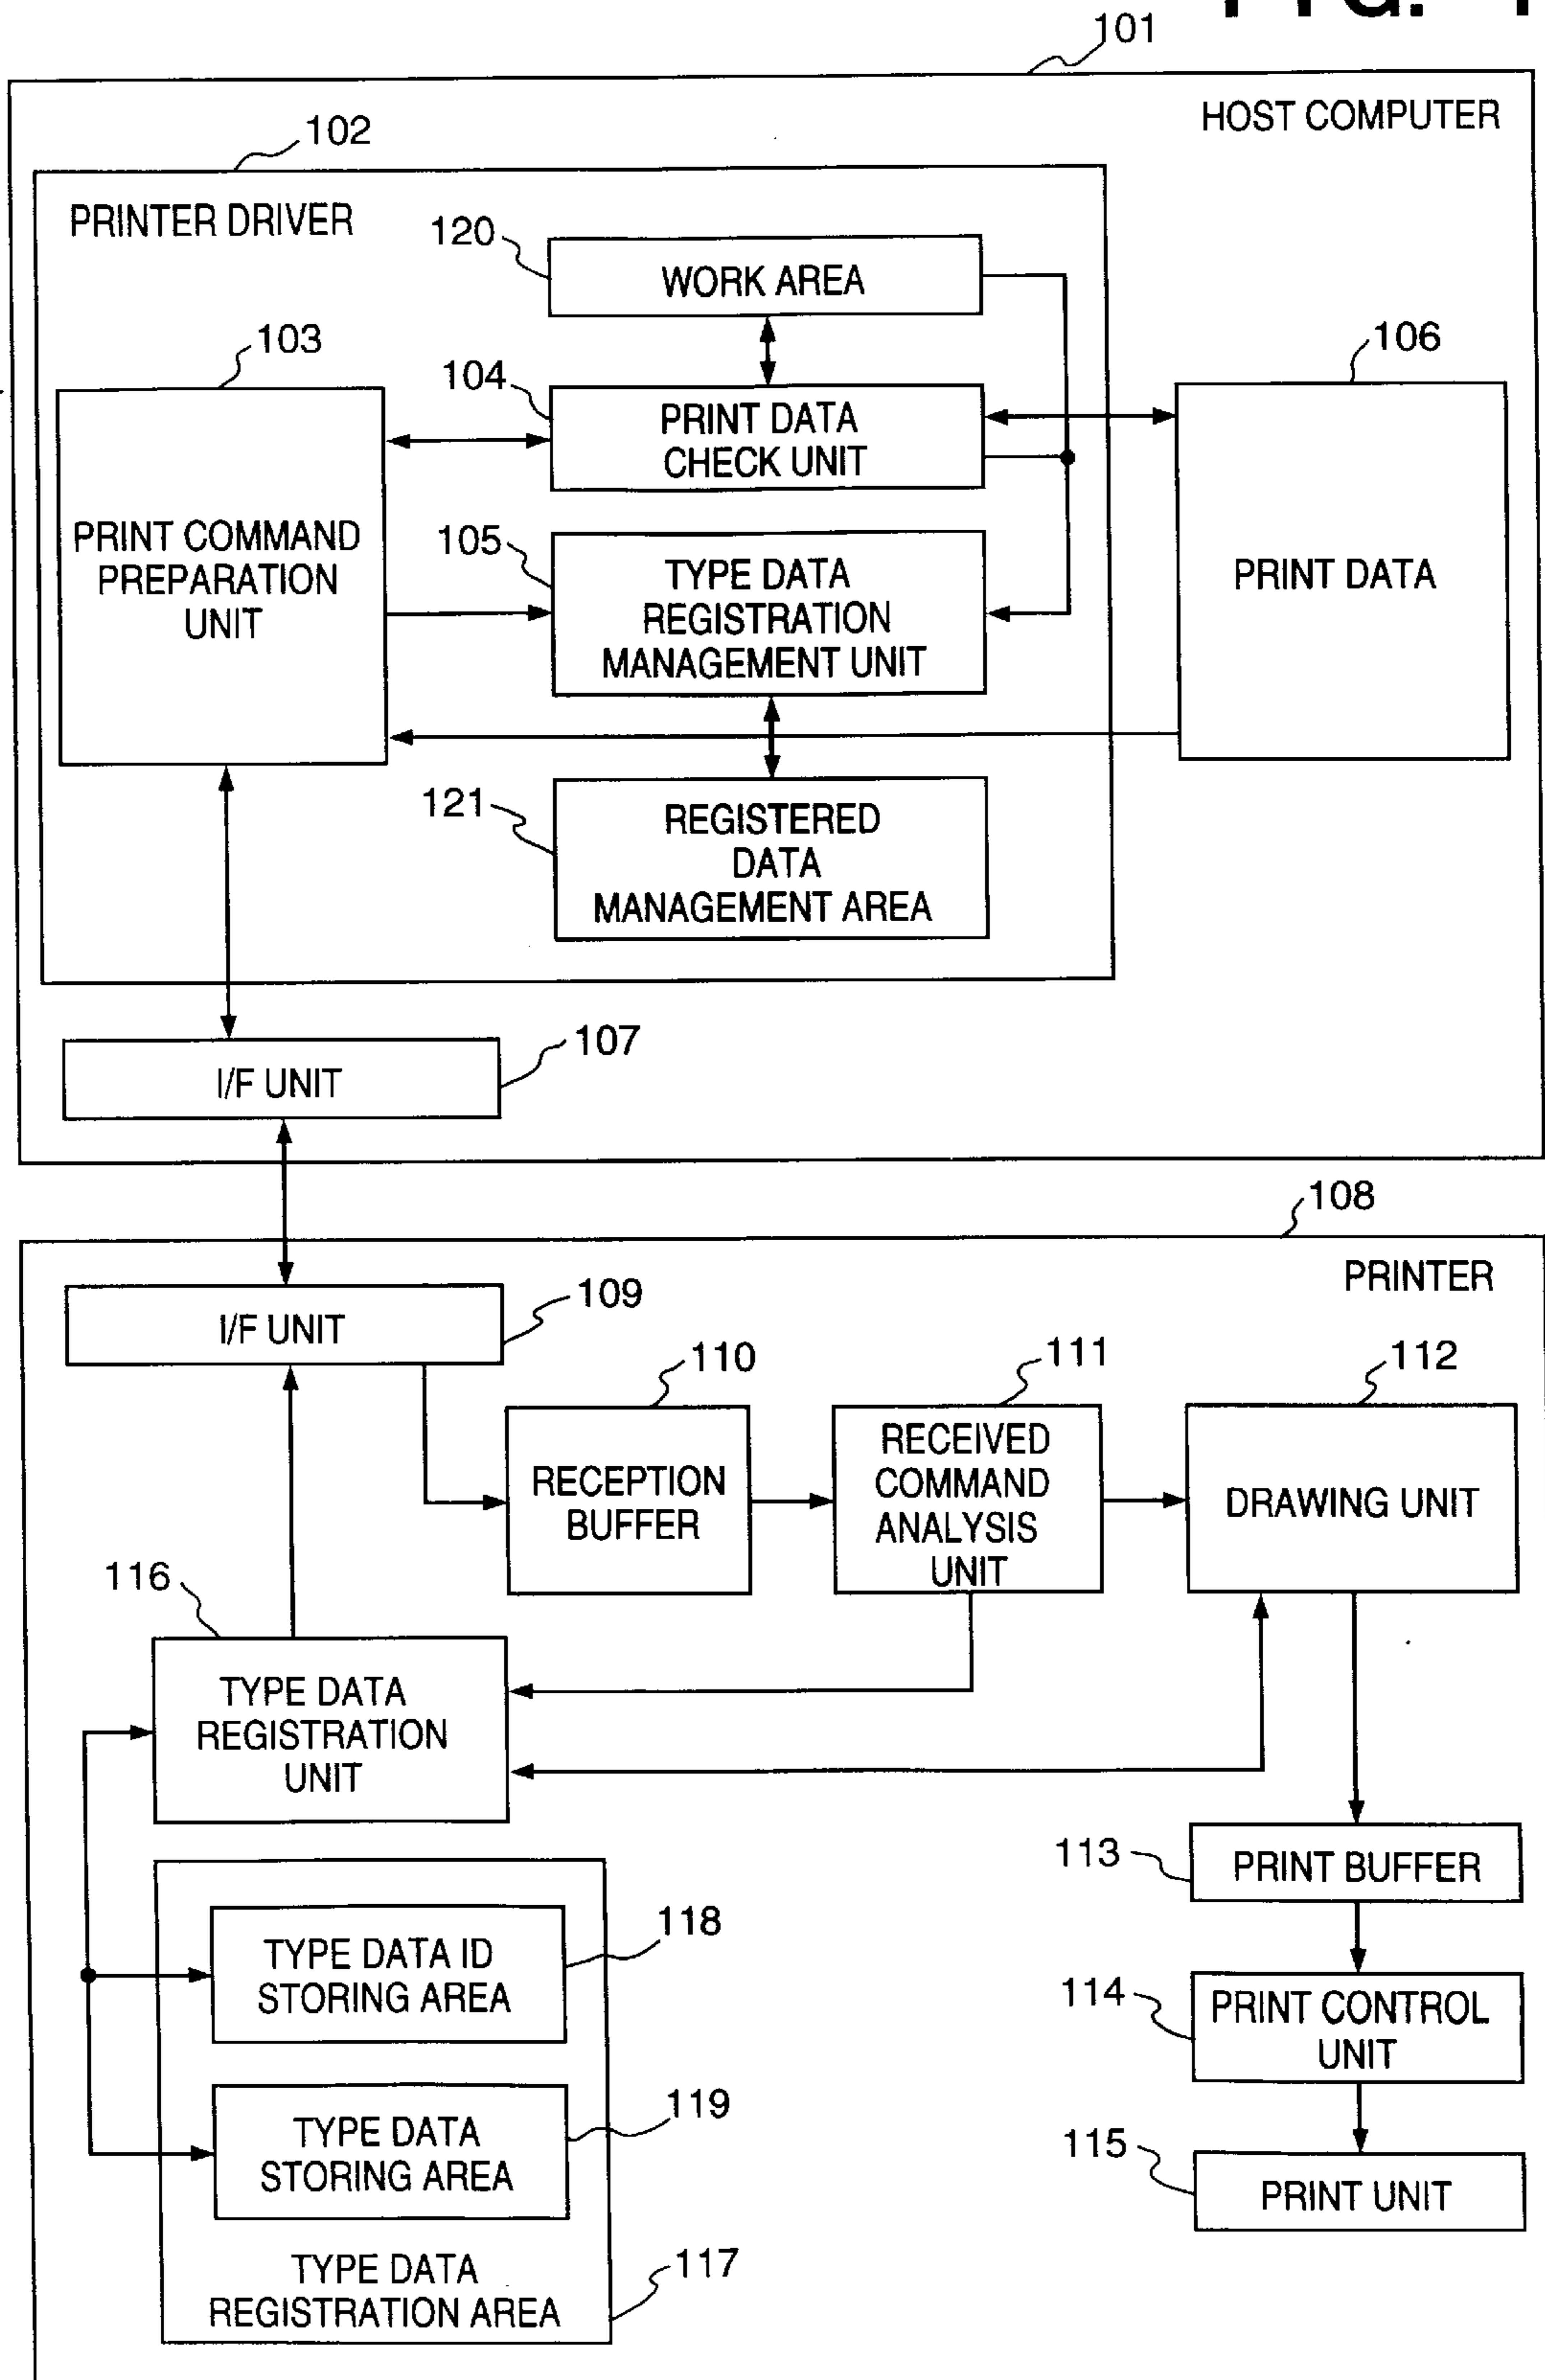 101
HOST COMPUTER
102
PRINTER DRIVER
120
WORK AREA
103
104
PRINT DATA
CHECK UNIT
106
PRINT COMMAND
PREPARATION
UNIT
105
TYPE DATA
REGISTRATION
MANAGEMENT UNIT
PRINT DATA
121
REGISTERED
DATA
MANAGEMENT AREA
107
I/F UNIT
108
PRINTER
109
I/F UNIT
110
RECEPTION
BUFFER
111
RECEIVED
COMMAND
ANALYSIS
UNIT
112
DRAWING UNIT
116
TYPE DATA
REGISTRATION
UNIT
113
PRINT BUFFER
118
TYPE DATA ID
STORING AREA
114
PRINT CONTROL
UNIT
119
TYPE DATA
STORING AREA
115
PRINT UNIT
117
TYPE DATA
REGISTRATION AREA